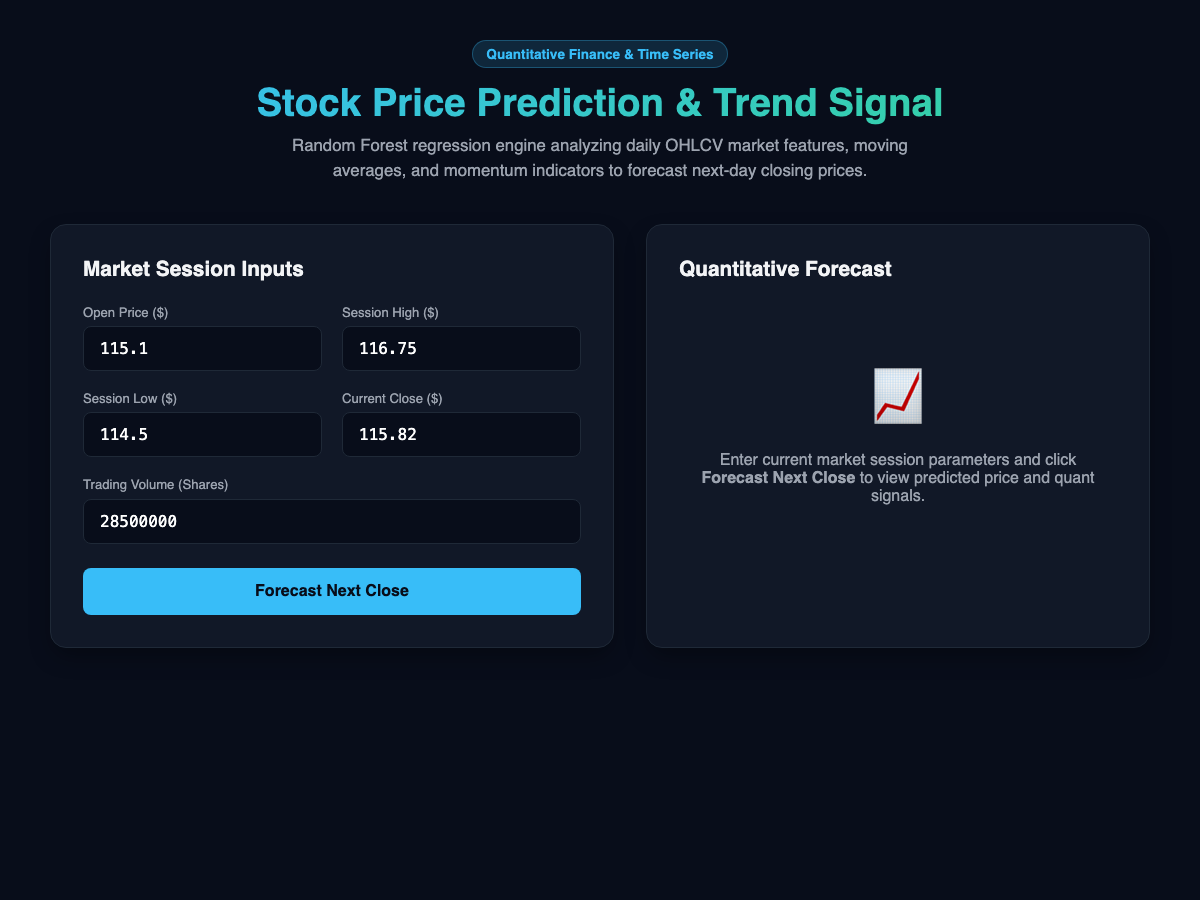 Quantitative Finance & Time Series
Stock Price Prediction & Trend Signal
Random Forest regression engine analyzing daily OHLCV market features, moving
averages, and momentum indicators to forecast next-day closing prices.
Market Session Inputs
Open Price ($)
Session High ($)
115.1
116.75
Session Low ($)
Current Close ($)
114.5
115.82
Trading Volume (Shares)
28500000
Forecast Next Close
Quantitative Forecast
Enter current market session parameters and click
Forecast Next Close to view predicted price and quant
signals.